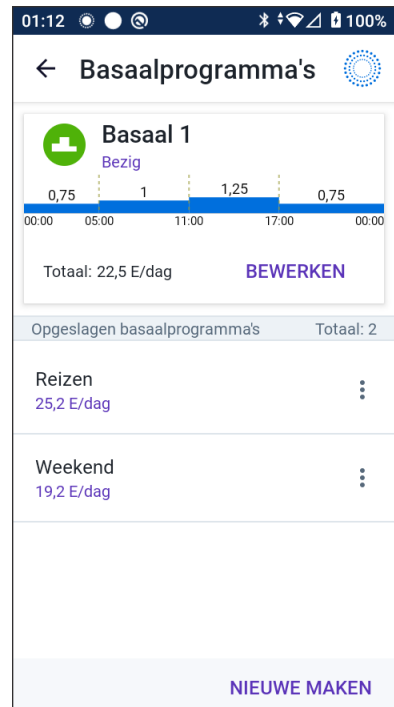 01:12 100%
Basaalprogramma's
Basaal 1
Bezig
0,75 1 1,25 0,75
00:00 05:00 11:00 17:00 00:00
Totaal: 22,5 E/dag BEWERKEN
Opgeslagen basaalprogramma's Totaal: 2
Reizen
25,2 E/dag
Weekend
19,2 E/dag
NIEUWE MAKEN